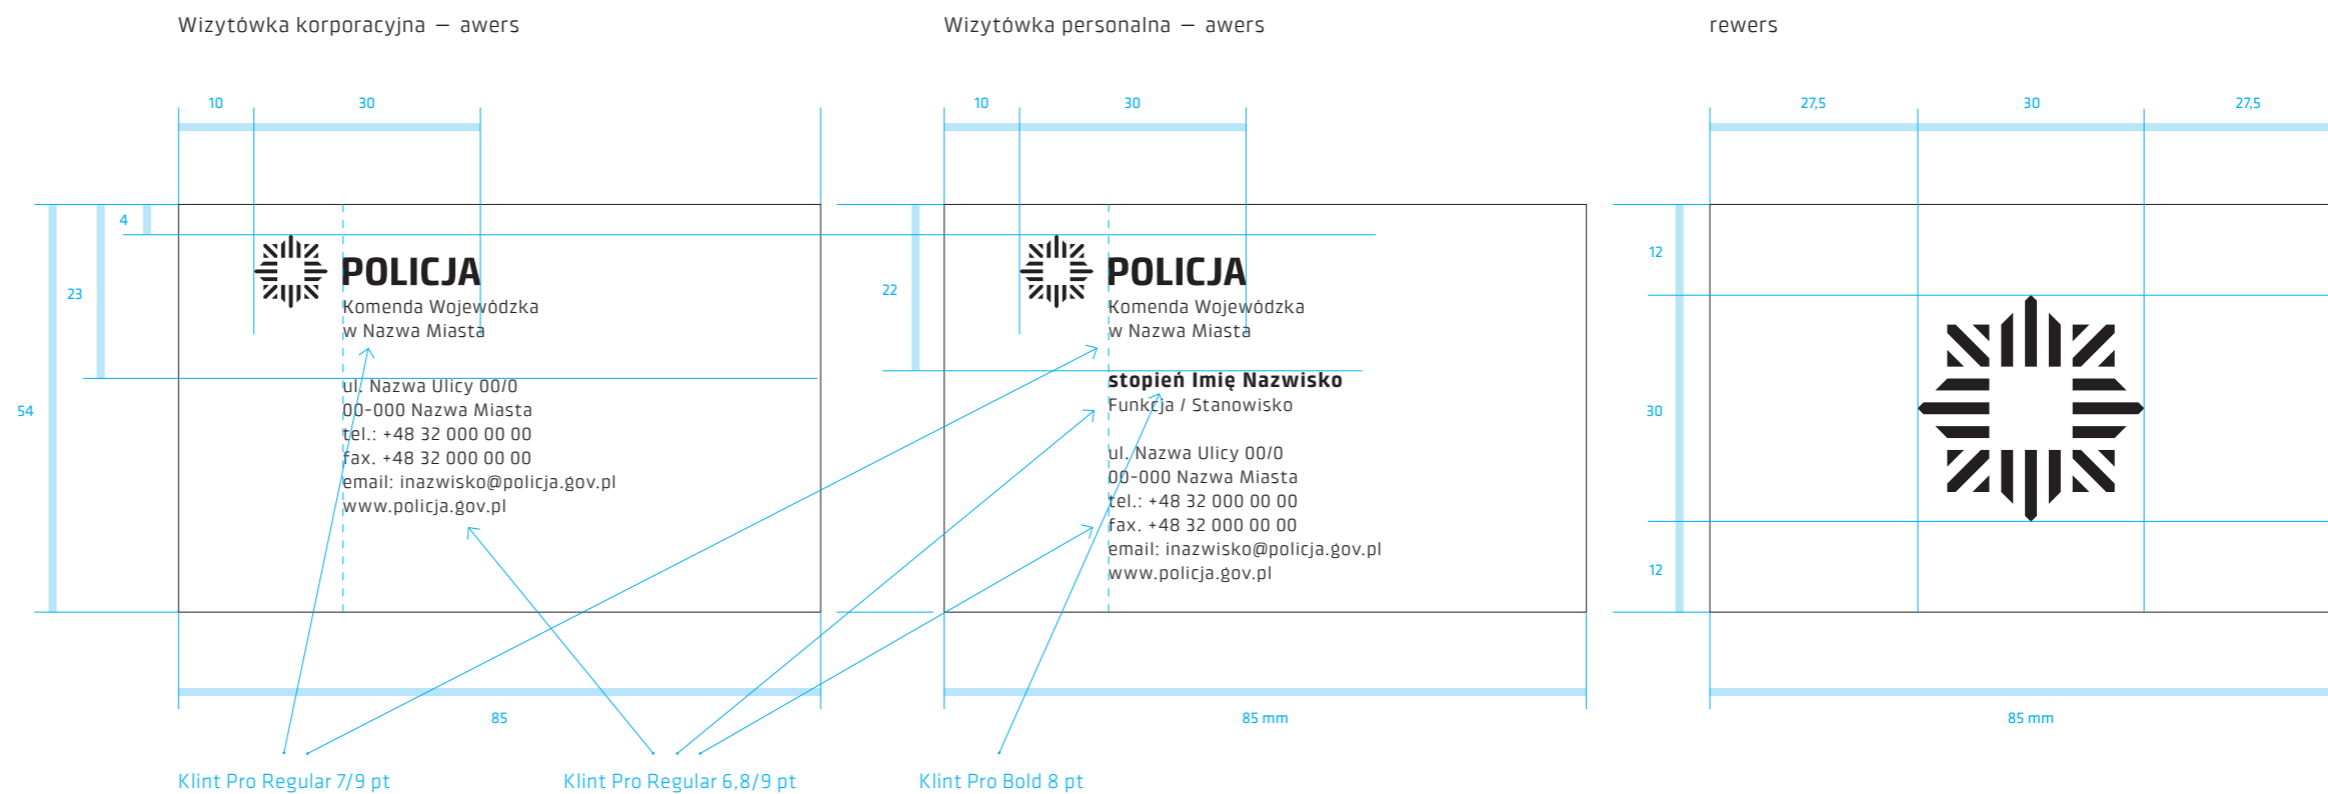 Wizytówka korporacyjna — awers
10
30
4
23
54
POLICJA
Komenda Wojewódzka
w Nazwa Miasta
ul. Nazwa Ulicy 00/0
00-000 Nazwa Miasta
tel.: +48 32 000 00 00
fax. +48 32 000 00 00
email: inazwisko@policja.gov.pl
www.policja.gov.pl
85
Wizytówka personalna — awers
10
30
22
POLICJA
Komenda Wojewódzka
w Nazwa Miasta
stopień Imię Nazwisko
Funkcja / Stanowisko
ul. Nazwa Ulicy 00/0
00-000 Nazwa Miasta
tel.: +48 32 000 00 00
fax. +48 32 000 00 00
email: inazwisko@policja.gov.pl
www.policja.gov.pl
85 mm
rewers
27,5
30
27,5
12
30
12
85 mm
Klint Pro Regular 7/9 pt
Klint Pro Regular 6,8/9 pt
Klint Pro Bold 8 pt